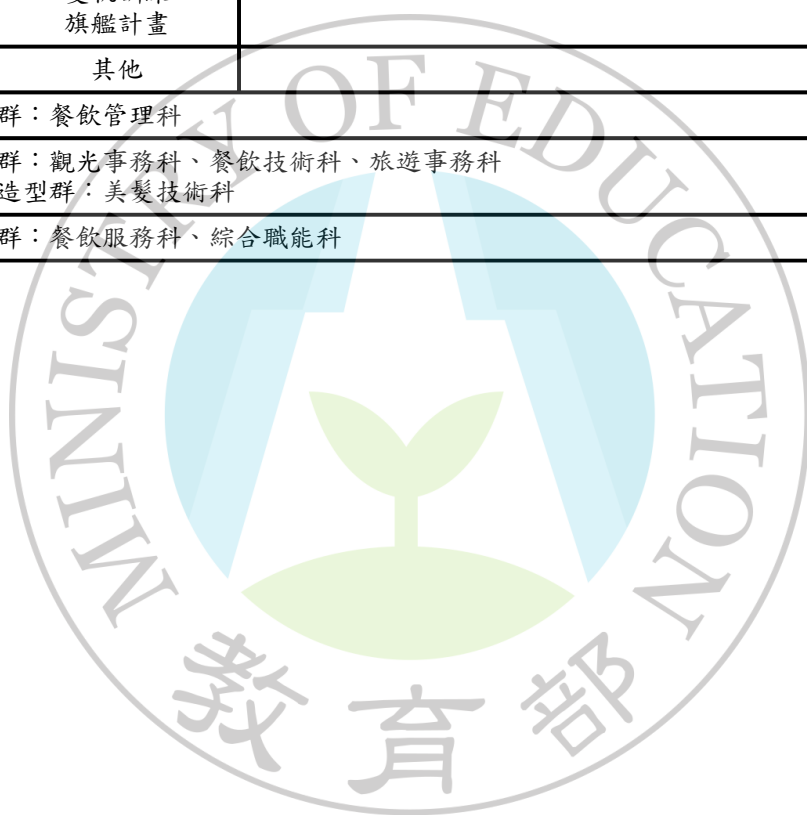 旗艦計畫
其他
群：餐飲管理科
群：觀光事務科、餐飲技術科、旅遊事務科
造型群：美髮技術科
群：餐飲服務科、綜合職能科
MINISTRY OF EDUCATION
教育部